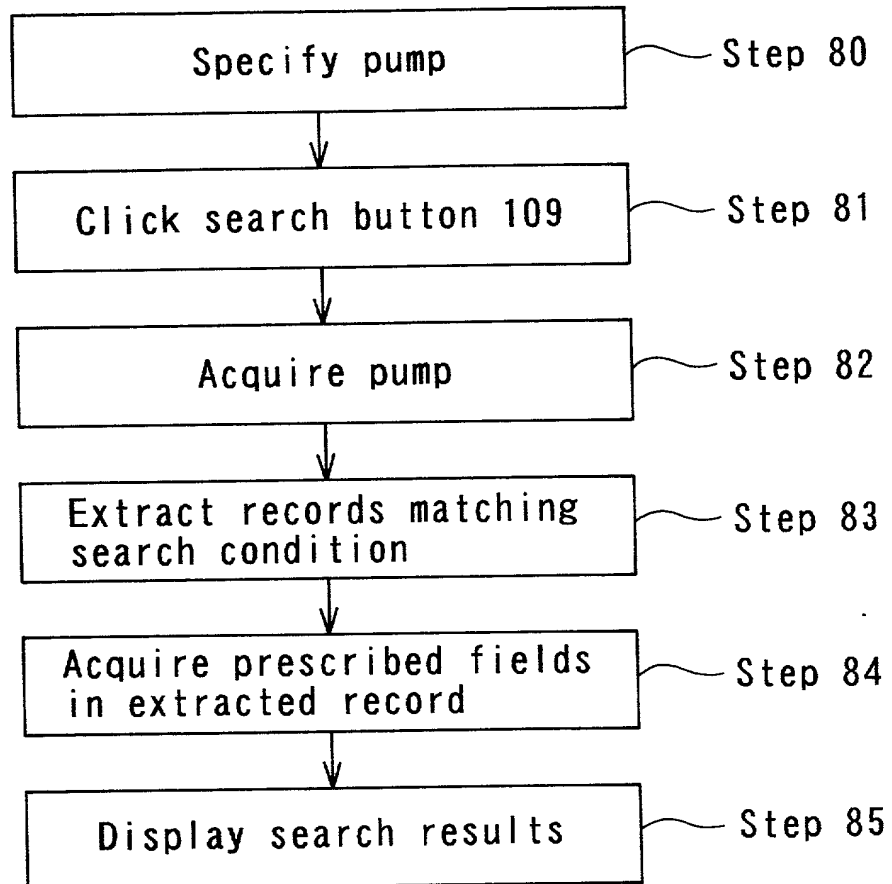 Specify pump
Step 80
Click search button 109
Step 81
Acquire pump
Step 82
Extract records matching
search condition
Step 83
Acquire prescribed fields
in extracted record
Step 84
Display search results
Step 85